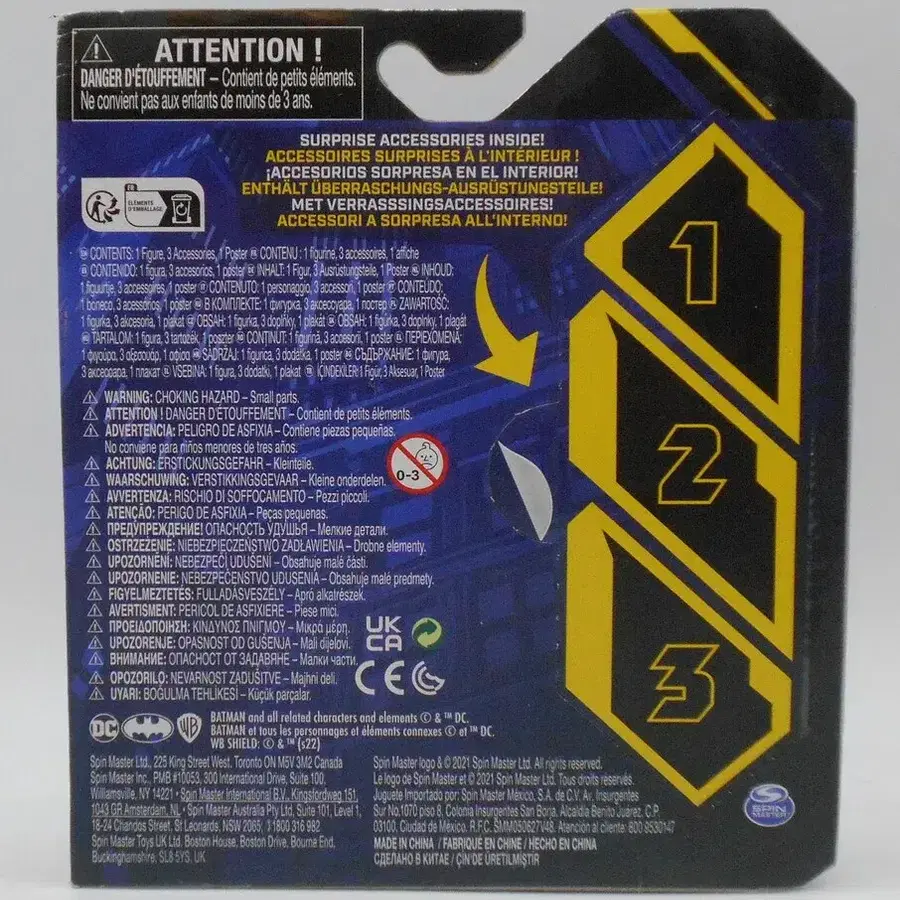 ATTENTION !
DANGER D'ÉTOUFFEMENT – Contient de petits éléments.
Ne convient pas aux enfants de moins de 3 ans.
SURPRISE ACCESSORIES INSIDE!
ACCESSOIRES SURPRISES À L'INTÉRIEUR !
¡ACCESORIOS SORPRESA EN EL INTERIOR!
ENTHÄLT ÜBERRASCHUNGS-AUSRÜSTUNGSTEILE!
MET VERRASSSINGSACCESSOIRES!
ACCESSORI A SORPRESA ALL'INTERNO!
FR
ÉLÉMENTS
D'EMBALLAGE
CONTENTS: 1 Figure, 3 Accessories, 1 Poster CONTENU : 1 figurine, 3 accessoires, 1 affiche
CONTENIDO: 1 figura, 3 accesorios, 1 póster INHALT: 1 Figur, 3 Ausrüstungsteile, 1 Poster INHOUD:
1 figuurtje, 3 accessoires, 1 poster CONTENUTO: 1 personaggio, 3 accessori, 1 poster CONTEÚDO:
1 boneco, 3 acessórios, 1 póster В КОМПЛЕКТЕ: 1 фигурка, 3 аксессуара, 1 постер ZAWARTOŚĆ:
1 figurka, 3 akcesoria, 1 plakat OBSAH: 1 figurka, 3 doplňky, 1 plakát OBSAH: 1 figúrka, 3 doplnky, 1 plagát
TARTALOM: 1 figura, 3 tartozék, 1 poszter CONȚINUT: 1 figurină, 3 accesorii, 1 poster ΠΕΡΙΕΧΟΜΕΝΑ:
1 φιγούρα, 3 αξεσουάρ, 1 αφίσα SADRŽAJ: 1 figurica, 3 dodatka, 1 poster СЪДЪРЖАНИЕ: 1 фигура,
3 аксесоара, 1 плакат VSEBINA: 1 figura, 3 dodatki, 1 plakat İÇİNDEKİLER: 1 Figür, 3 Aksesuar, 1 Poster
WARNING: CHOKING HAZARD – Small parts.
ATTENTION ! DANGER D'ÉTOUFFEMENT – Contient de petits éléments.
ADVERTENCIA: PELIGRO DE ASFIXIA – Contiene piezas pequeñas.
No conviene para niños menores de tres años.
ACHTUNG: ERSTICKUNGSGEFAHR – Kleinteile.
WAARSCHUWING: VERSTIKKINGSGEVAAR – Kleine onderdelen.
AVVERTENZA: RISCHIO DI SOFFOCAMENTO – Pezzi piccoli.
ATENÇÃO: PERIGO DE ASFIXIA – Peças pequenas.
ПРЕДУПРЕЖДЕНИЕ! ОПАСНОСТЬ УДУШЬЯ – Мелкие детали.
OSTRZEŻENIE: NIEBEZPIECZEŃSTWO ZADŁAWIENIA – Drobne elementy.
UPOZORNĚNÍ: NEBEZPEČÍ UDUŠENÍ – Obsahuje malé části.
UPOZORNENIE: NEBEZPEČENSTVO UDUSENIA – Obsahuje malé predmety.
FIGYELMEZTETÉS: FULLADÁSVESZÉLY – Apró alkatrészek.
AVERTISMENT: PERICOL DE ASFIXIERE – Piese mici.
ΠΡΟΕΙΔΟΠΟΙΗΣΗ: ΚΙΝΔΥΝΟΣ ΠΝΙΓΜΟΥ – Μικρά μέρη.
UPOZORENJE: OPASNOST OD GUŠENJA – Mali dijelovi.
ВНИМАНИЕ: ОПАСНОСТ ОТ ЗАДАВЯНЕ – Малки части.
OPOZORILO: NEVARNOST ZADUŠITVE – Majhni deli.
UYARI: BOĞULMA TEHLİKESİ – Küçük parçalar.
0-3
UK
CA
CE
1
2
3
DC
WB
BATMAN and all related characters and elements © & ™ DC.
BATMAN et tous les personnages et éléments connexes © et ™ DC.
WB SHIELD: © & ™ (s22)
Spin Master Ltd., 225 King Street West, Toronto ON M5V 3M2 Canada
Spin Master Inc., PMB #10053, 300 International Drive, Suite 100,
Williamsville, NY 14221 • Spin Master International B.V., Kingsfordweg 151,
1043 GR Amsterdam, NL • Spin Master Australia Pty Ltd, Suite 101, Level 1,
18-24 Chandos Street, St Leonards, NSW 2065; 1 1800 316 982
Spin Master Toys UK Ltd. Boston House, Boston Drive, Bourne End,
Buckinghamshire, SL8 5YS, UK
Spin Master logo & © 2021 Spin Master Ltd. All rights reserved.
Le logo de Spin Master et © 2021 Spin Master Ltd. Tous droits réservés.
Juguete Importado por: Spin Master México, S.A. de C.V. Av. Insurgentes
Sur No.1070 piso 8, Colonia Insurgentes San Borja, Alcaldía Benito Juárez, C.P.
03100, Ciudad de México. R.F.C. SMM050627V48. Atención al cliente: 800 9530147
MADE IN CHINA / FABRIQUÉ EN CHINE / HECHO EN CHINA
СДЕЛАНО В КИТАЕ / ÇİN'DE ÜRETİLMİŞTİR
SPIN
MASTER